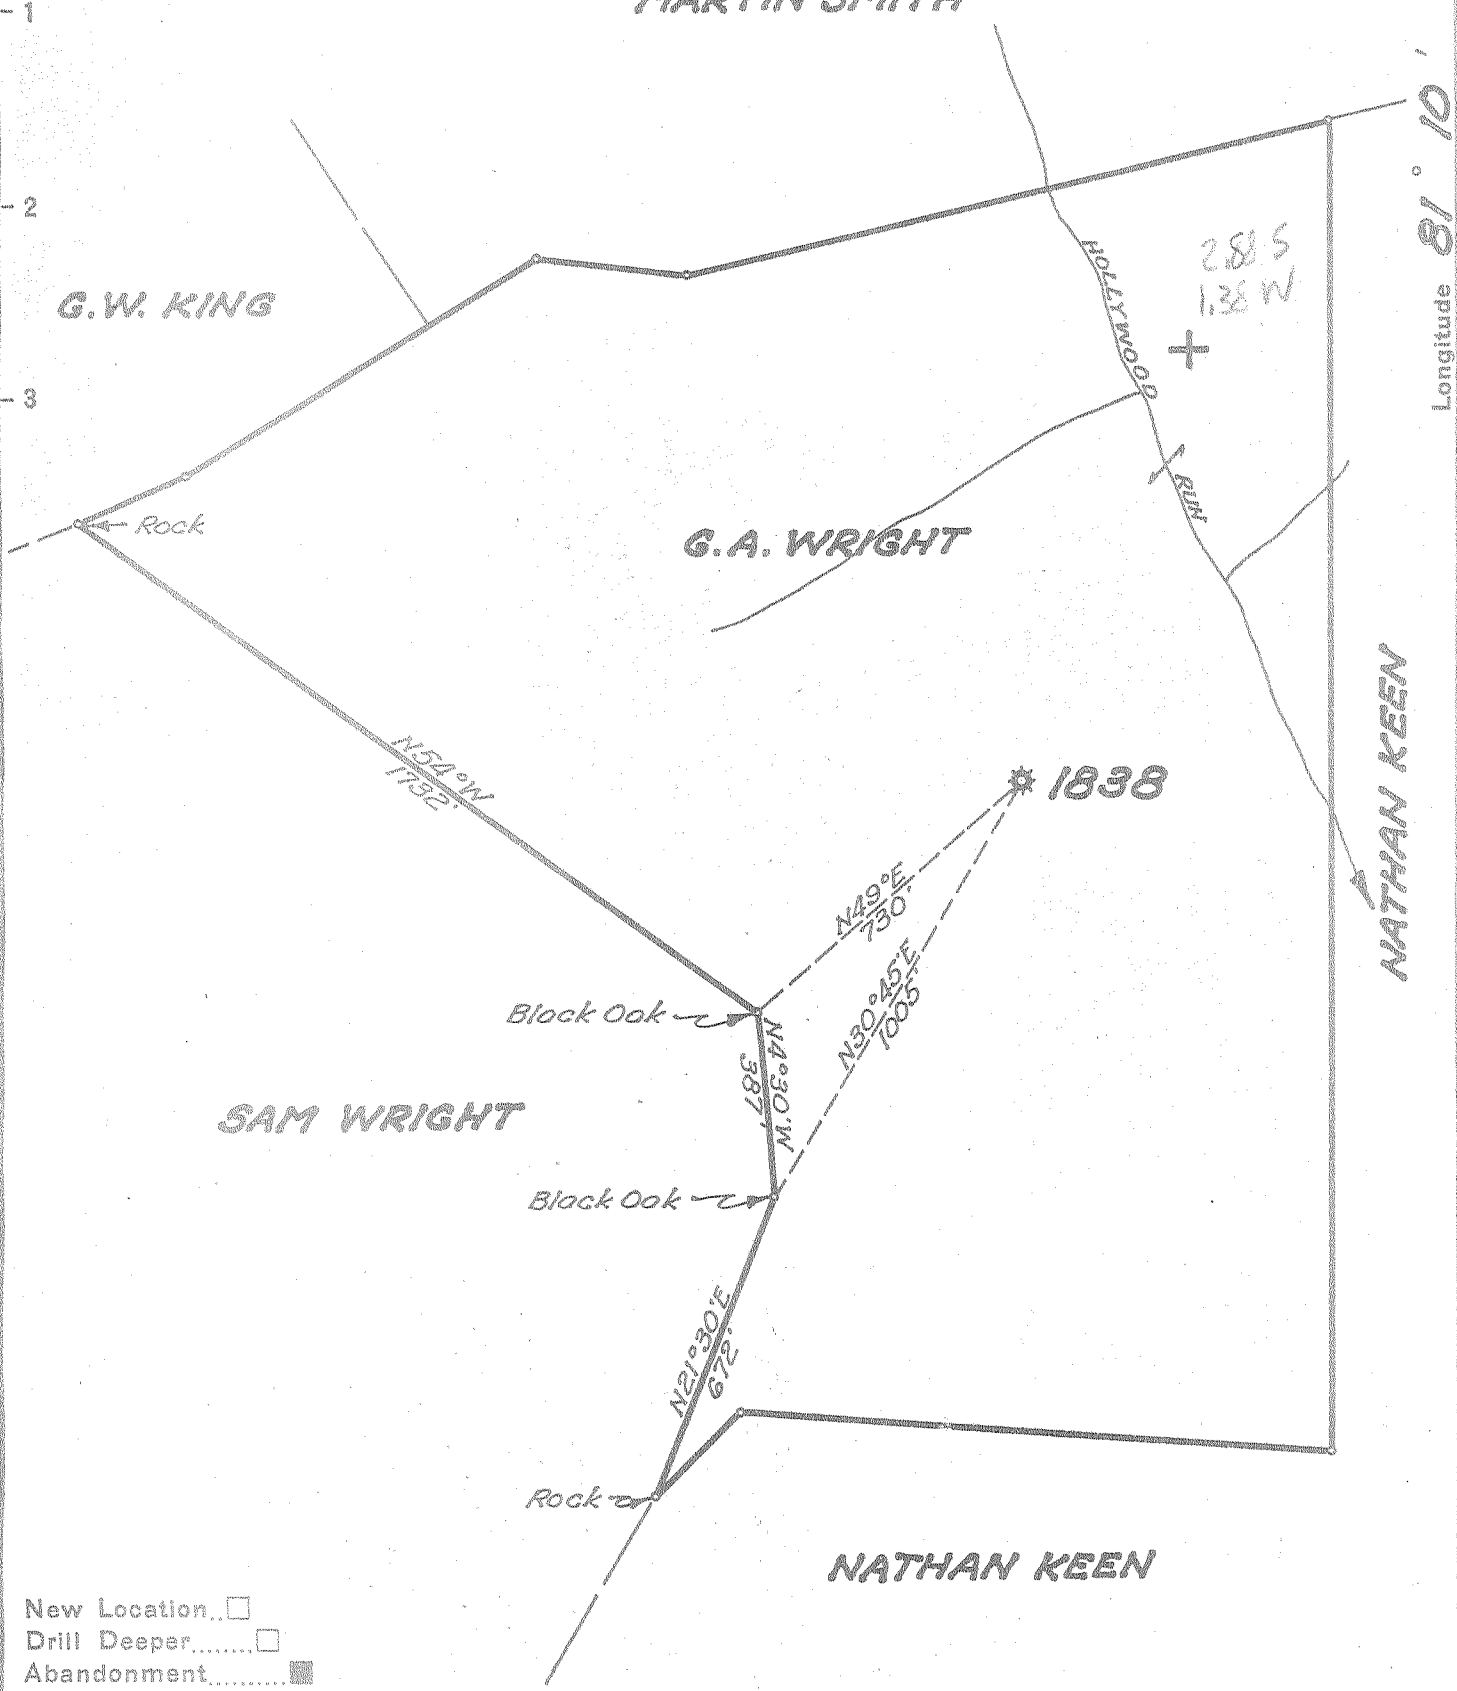 MARTIN SMITH
1
2
3
Longitude 81° 10'
2.88 S
1.38 W
HOLLYWOOD RUN
G.W. KING
Rock
G.A. WRIGHT
N54°W
1732'
1838
NATHAN KEEN
N49°E
730'
N30°45'E
1005'
Black Oak
N4°30'W
387'
SAM WRIGHT
Black Oak
N21°30'E
672'
Rock
NATHAN KEEN
New Location..
Drill Deeper.......
Abandonment..........